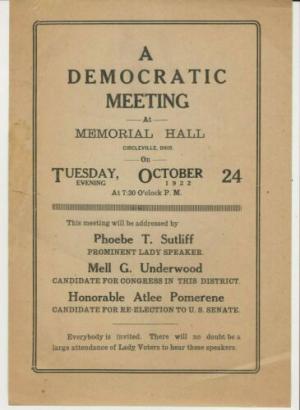 A
DEMOCRATIC
MEETING
At
MEMORIAL HALL
CIRCLEVILLE, OHIO.
On
TUESDAY, OCTOBER 24
EVENING 1922
At 7:30 O'clock P. M.
This meeting will be addressed by
Phoebe T. Sutliff
PROMINENT LADY SPEAKER.
Mell G. Underwood
CANDIDATE FOR CONGRESS IN THIS DISTRICT.
Honorable Atlee Pomerene
CANDIDATE FOR RE-ELECTION TO U. S. SENATE.
Everybody is invited. There will no doubt be a
large attendance of Lady Voters to hear these speakers.